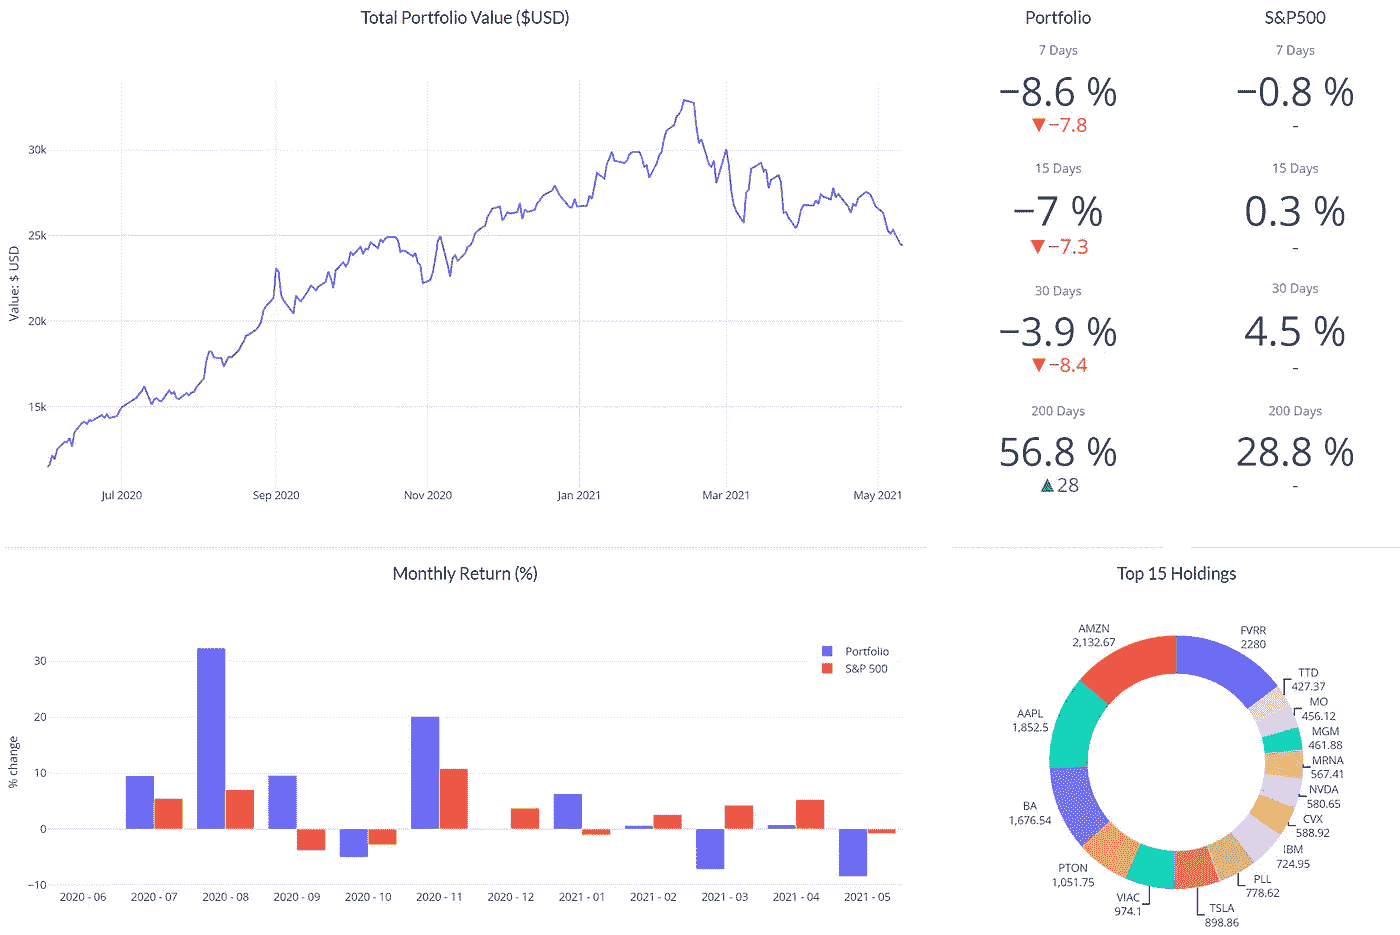 Total Portfolio Value ($USD)
Value: $ USD
30k
25k
20k
15k
Jul 2020
Sep 2020
Nov 2020
Jan 2021
Mar 2021
May 2021
Portfolio
7 Days
−8.6 %
▼−7.8
15 Days
−7 %
▼−7.3
30 Days
−3.9 %
▼−8.4
200 Days
56.8 %
▲28
S&P500
7 Days
−0.8 %
-
15 Days
0.3 %
-
30 Days
4.5 %
-
200 Days
28.8 %
-
Monthly Return (%)
% change
30
20
10
0
−10
2020 - 06
2020 - 07
2020 - 08
2020 - 09
2020 - 10
2020 - 11
2020 - 12
2021 - 01
2021 - 02
2021 - 03
2021 - 04
2021 - 05
Portfolio
S&P 500
Top 15 Holdings
FVRR
2280
TTD
427.37
MO
456.12
MGM
461.88
MRNA
567.41
NVDA
580.65
CVX
588.92
IBM
724.95
PLL
778.62
TSLA
898.86
VIAC
974.1
PTON
1,051.75
BA
1,676.54
AAPL
1,852.5
AMZN
2,132.67